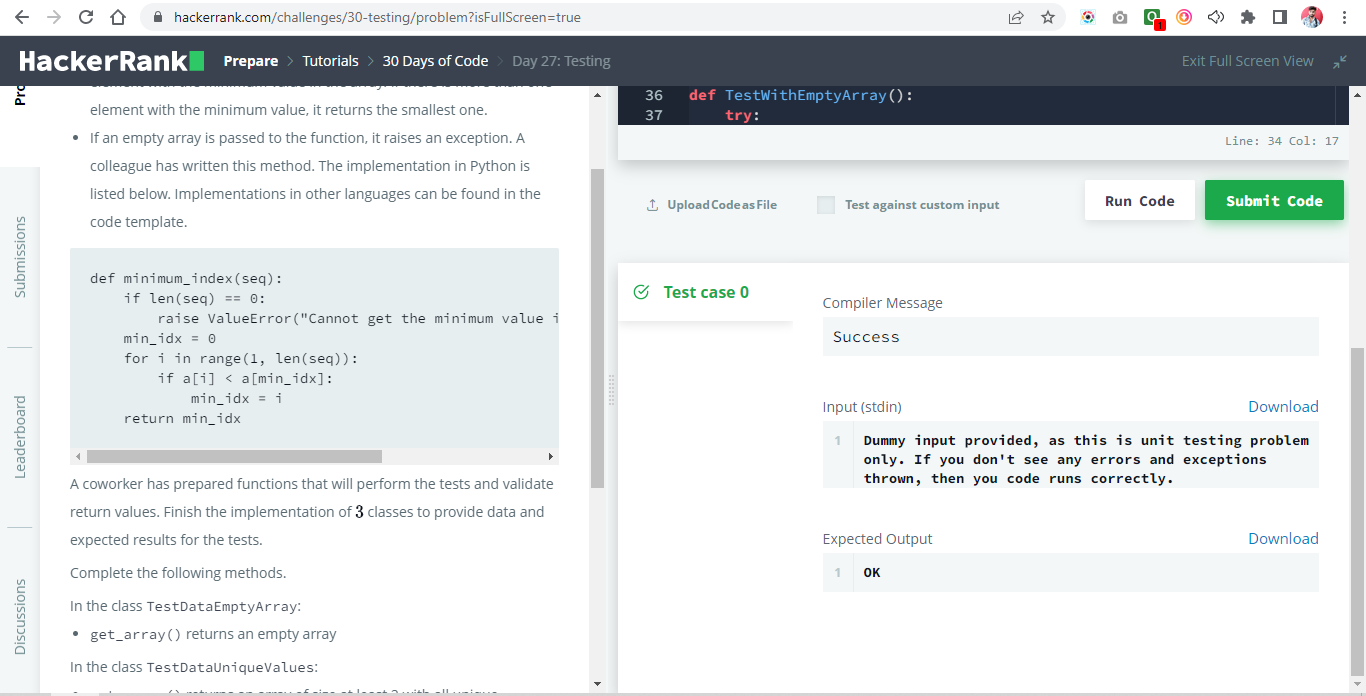 hackerrank.com/challenges/30-testing/problem?isFullScreen=true
1
HackerRank
Prepare > Tutorials > 30 Days of Code > Day 27: Testing
Exit Full Screen View
Pro
Submissions
Leaderboard
Discussions
element with the minimum value, it returns the smallest one.
• If an empty array is passed to the function, it raises an exception. A
colleague has written this method. The implementation in Python is
listed below. Implementations in other languages can be found in the
code template.
def minimum_index(seq):
    if len(seq) == 0:
        raise ValueError("Cannot get the minimum value i
    min_idx = 0
    for i in range(1, len(seq)):
        if a[i] < a[min_idx]:
            min_idx = i
    return min_idx
A coworker has prepared functions that will perform the tests and validate
return values. Finish the implementation of 3 classes to provide data and
expected results for the tests.
Complete the following methods.
In the class TestDataEmptyArray:
• get_array() returns an empty array
In the class TestDataUniqueValues:
36 def TestWithEmptyArray():
37     try:
Line: 34 Col: 17
Upload Code as File
Test against custom input
Run Code
Submit Code
Test case 0
Compiler Message
Success
Input (stdin)
Download
1 Dummy input provided, as this is unit testing problem
only. If you don't see any errors and exceptions
thrown, then you code runs correctly.
Expected Output
Download
1 OK